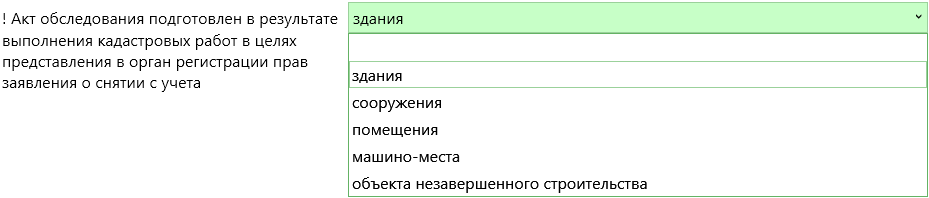 ! Акт обследования подготовлен в результате
выполнения кадастровых работ в целях
представления в орган регистрации прав
заявления о снятии с учета
здания
здания
сооружения
помещения
машино-места
объекта незавершенного строительства